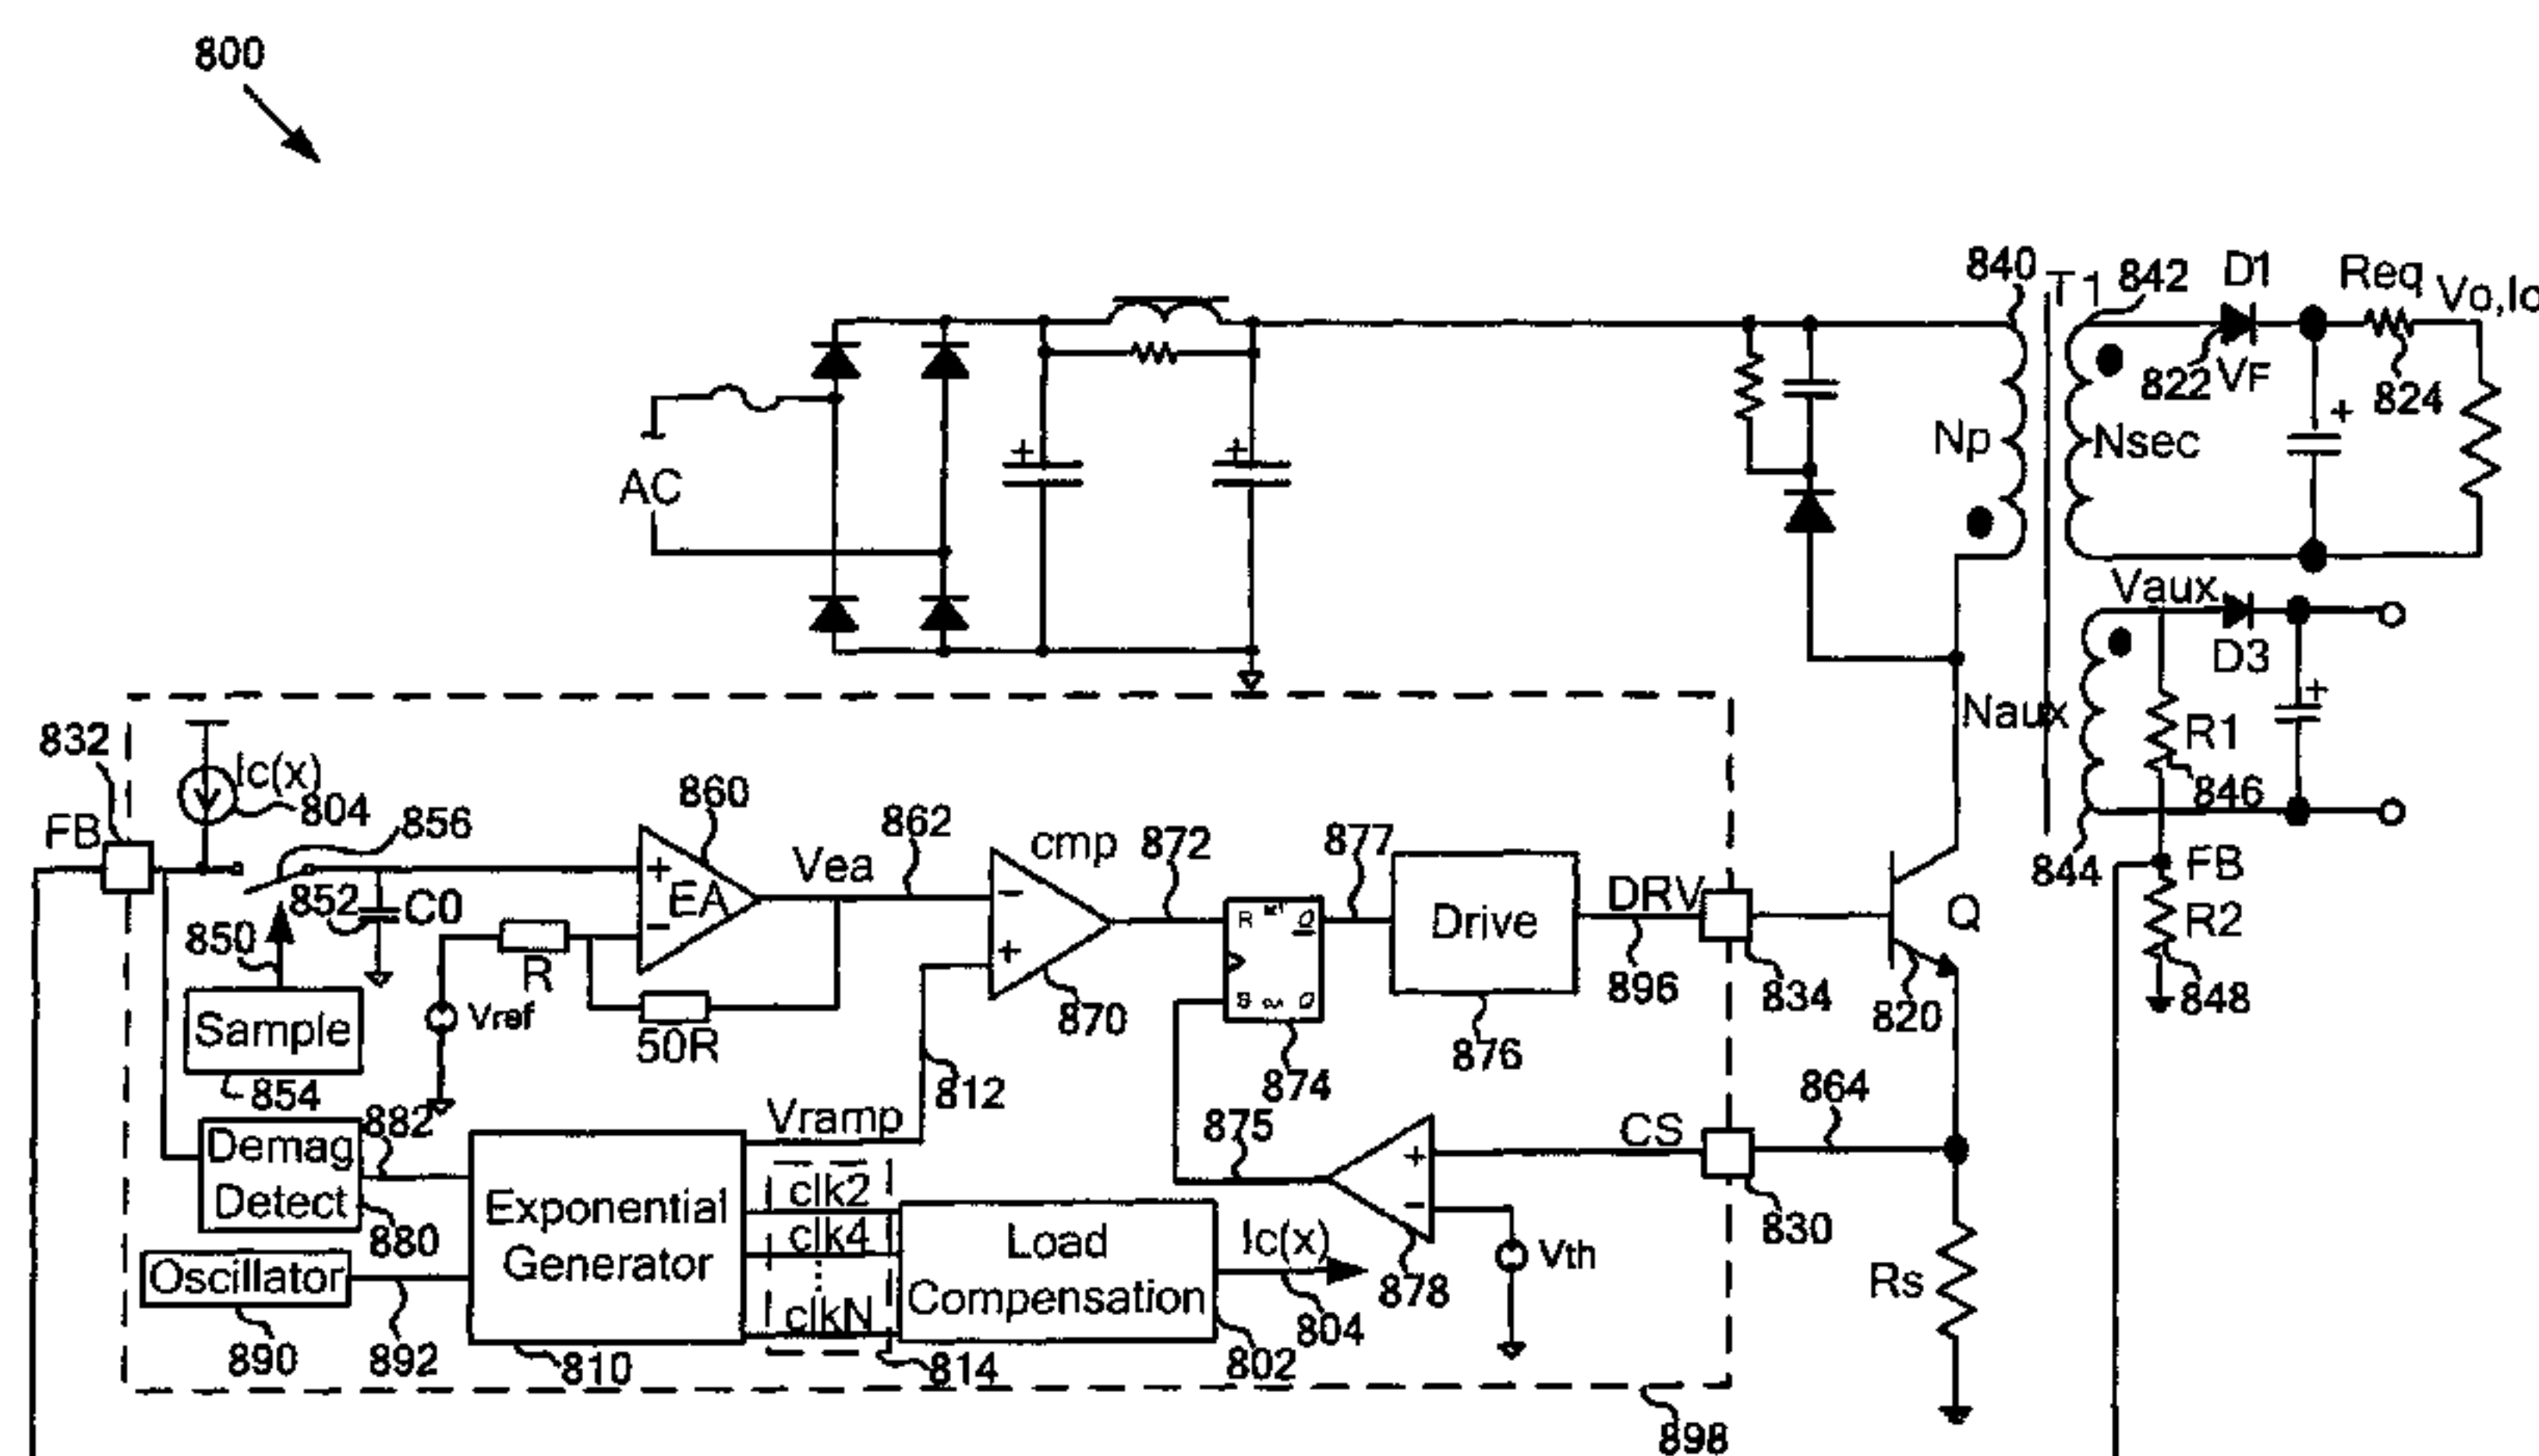 800
840
T1
842
D1
Req
Vo,Io
822
VF
824
AC
Np
Nsec
Vaux
D3
Naux
R1
846
844
FB
R2
848
832
Ic(x)
804
FB
856
860
862
cmp
872
877
Vea
852
C0
+
EA
-
-
+
R
Q
S
Q
Drive
DRV
Q
850
R
Vref
50R
870
874
876
896
834
820
Sample
854
812
882
Vramp
875
CS
864
Demag
Detect
880
Exponential
Generator
clk2
clk4
clkN
Load
Compensation
Ic(x)
804
+
-
878
Vth
830
Rs
Oscillator
890
892
810
814
802
898